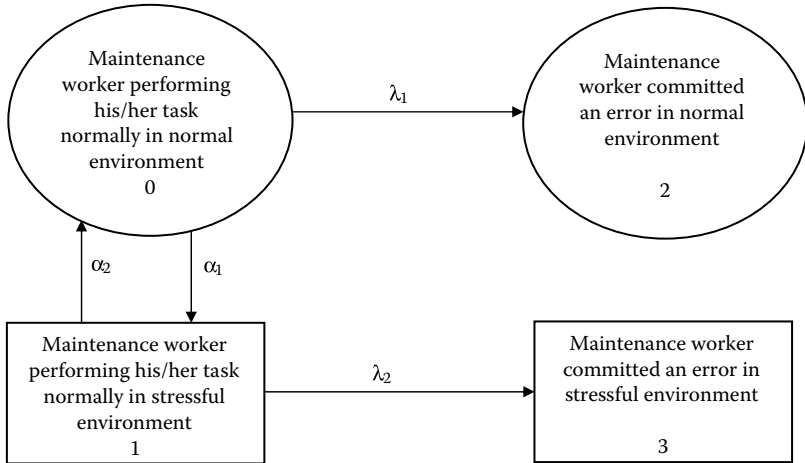 Maintenance
worker performing
his/her task
normally in normal
environment
0
λ1
Maintenance
worker committed
an error in normal
environment
2
α2
α1
Maintenance worker
performing his/her task
normally in stressful
environment
1
λ2
Maintenance worker
committed an error in
stressful environment
3